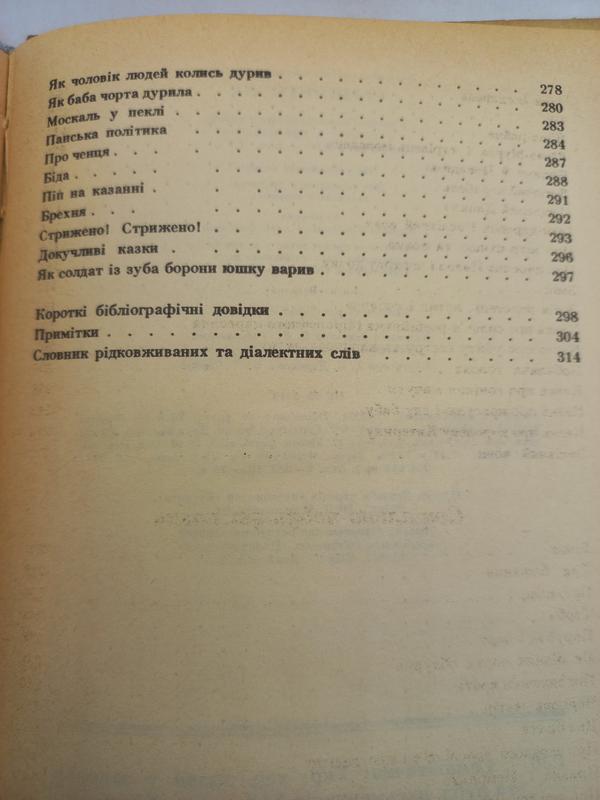 Як чоловік людей колись дурив . . . . . . . . . . . . 278
Як баба чорта дурила . . . . . . . . . . . . . . . 280
Москаль у пеклі . . . . . . . . . . . . . . . . 283
Панська політика . . . . . . . . . . . . . . . . 284
Про ченця . . . . . . . . . . . . . . . . . . 287
Біда . . . . . . . . . . . . . . . . . . . . 288
Піп на казанні . . . . . . . . . . . . . . . . . 291
Брехня . . . . . . . . . . . . . . . . . . . 292
Стрижено! Стрижено! . . . . . . . . . . . . . . . 293
Докучливі казки . . . . . . . . . . . . . . . . 296
Як солдат із зуба борони юшку варив . . . . . . . . . . 297
Короткі бібліографічні довідки . . . . . . . . . . . . 298
Примітки . . . . . . . . . . . . . . . . . . 304
Словник рідковживаних та діалектних слів . . . . . . . . 314